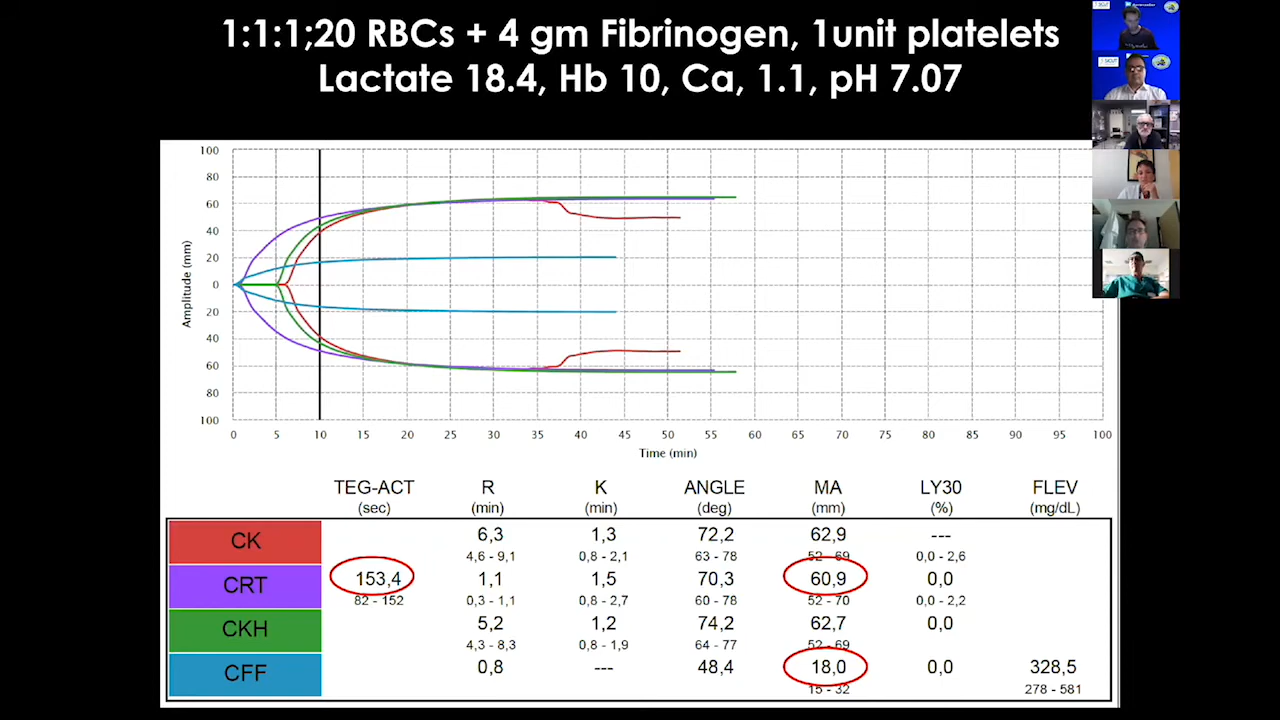 1:1:1;20 RBCs + 4 gm Fibrinogen, 1unit platelets
Lactate 18.4, Hb 10, Ca, 1.1, pH 7.07
100
80
60
40
20
0
20
40
60
80
100
Amplitude (mm)
0 5 10 15 20 25 30 35 40 45 50 55 60 65 70 75 80 85 90 95 100
Time (min)
TEG-ACT R K ANGLE MA LY30 FLEV
(sec) (min) (min) (deg) (mm) (%) (mg/dL)
CK 6,3 1,3 72,2 62,9 ---
4,6 - 9,1 0,8 - 2,1 63 - 78 52 - 69 0,0 - 2,6
CRT 153,4 1,1 1,5 70,3 60,9 0,0
82 - 152 0,3 - 1,1 0,8 - 2,7 60 - 78 52 - 70 0,0 - 2,2
CKH 5,2 1,2 74,2 62,7 0,0
4,3 - 8,3 0,8 - 1,9 64 - 77 52 - 69
CFF 0,8 --- 48,4 18,0 0,0 328,5
15 - 32 278 - 581